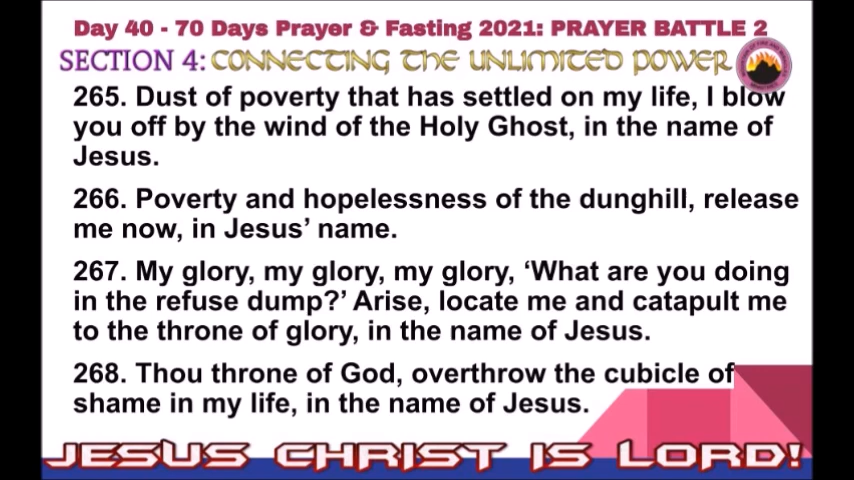 Day 40 - 70 Days Prayer & Fasting 2021: PRAYER BATTLE 2
SECTION 4: CONNECTING THE UNLIMITED POWER
265. Dust of poverty that has settled on my life, I blow
you off by the wind of the Holy Ghost, in the name of
Jesus.
266. Poverty and hopelessness of the dunghill, release
me now, in Jesus’ name.
267. My glory, my glory, my glory, ‘What are you doing
in the refuse dump?’ Arise, locate me and catapult me
to the throne of glory, in the name of Jesus.
268. Thou throne of God, overthrow the cubicle of
shame in my life, in the name of Jesus.
JESUS CHRIST IS LORD!